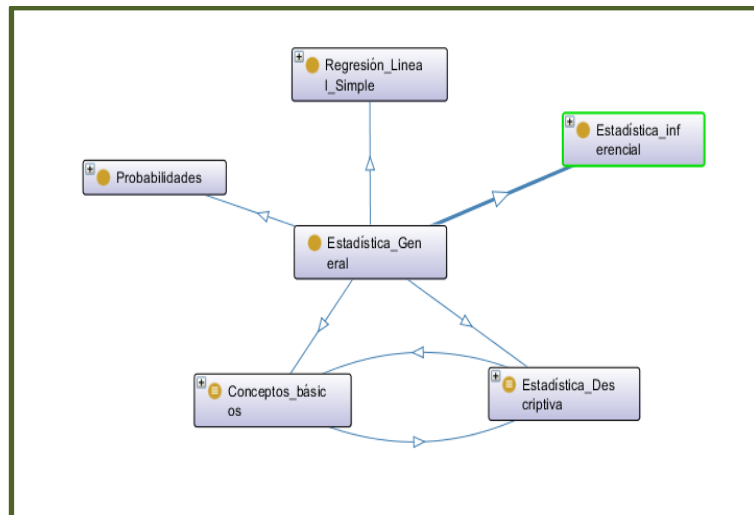 Regresión_Linea
l_Simple
Estadística_inf
erencial
Probabilidades
Estadística_Gen
eral
Conceptos_básic
os
Estadística_Des
criptiva